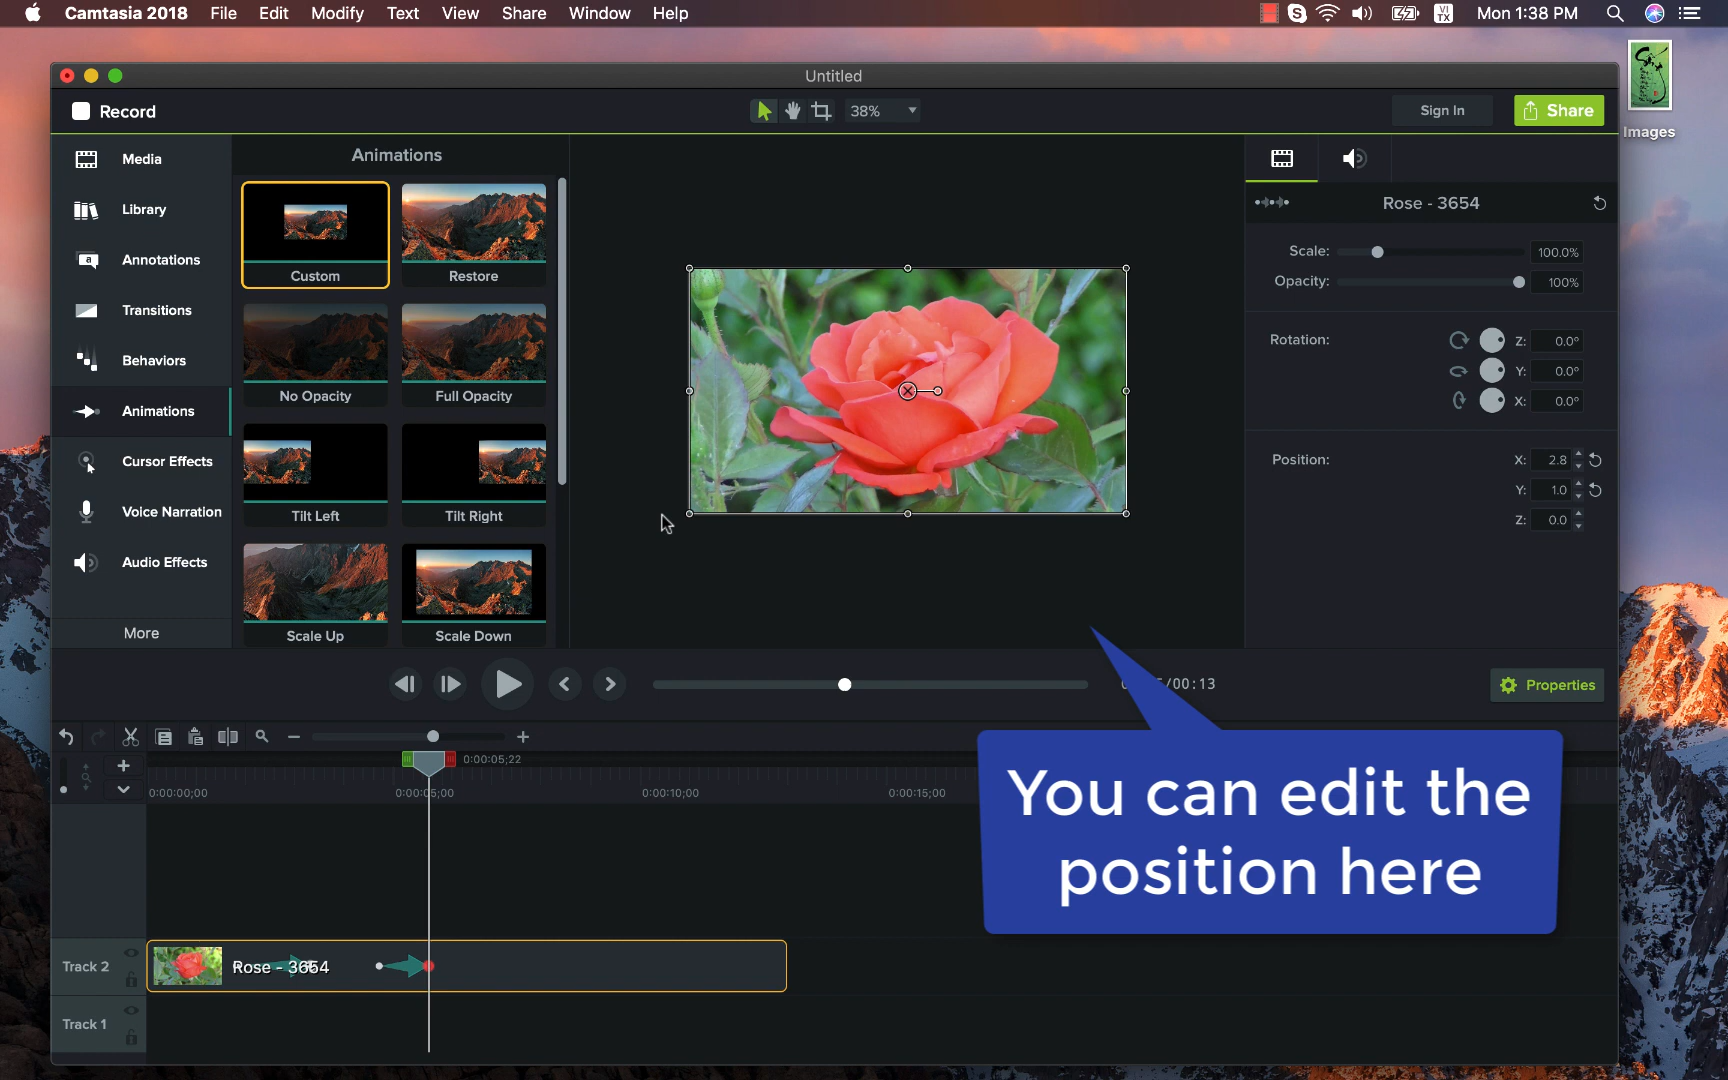 Camtasia 2018 File Edit Modify Text View Share Window Help
VI
TX
Mon 1:38 PM
Images
Untitled
Record
38%
Sign In
Share
Media
Library
Annotations
Transitions
Behaviors
Animations
Cursor Effects
Voice Narration
Audio Effects
More
Animations
Custom
Restore
No Opacity
Full Opacity
Tilt Left
Tilt Right
Scale Up
Scale Down
Rose - 3654
Scale: 100.0%
Opacity: 100%
Rotation: Z: 0.0°
Y: 0.0°
X: 0.0°
Position: X: 2.8
Y: 1.0
Z: 0.0
/00:13
Properties
0:00:05;22
0:00:00;00
0:00:05;00
0:00:10;00
0:00:15;00
You can edit the
position here
Track 2
Rose - 3654
Track 1